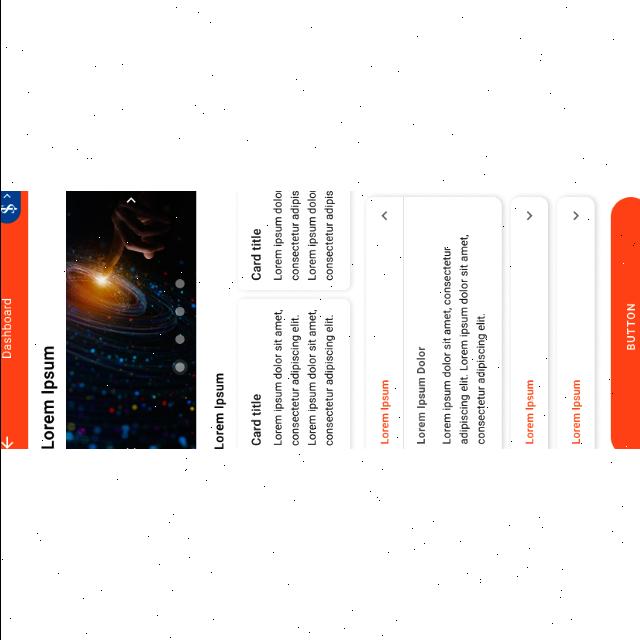 Dashboard
$
Lorem Ipsum
Lorem Ipsum
Card title
Lorem ipsum dolor sit amet,
consectetur adipiscing elit.
Lorem ipsum dolor sit amet,
consectetur adipiscing elit.
Card title
Lorem ipsum dolo
consectetur adipis
Lorem ipsum dolo
consectetur adipis
Lorem Ipsum
Lorem Ipsum Dolor
Lorem ipsum dolor sit amet, consectetur
adipiscing elit. Lorem ipsum dolor sit amet,
consectetur adipiscing elit.
Lorem Ipsum
Lorem Ipsum
BUTTON